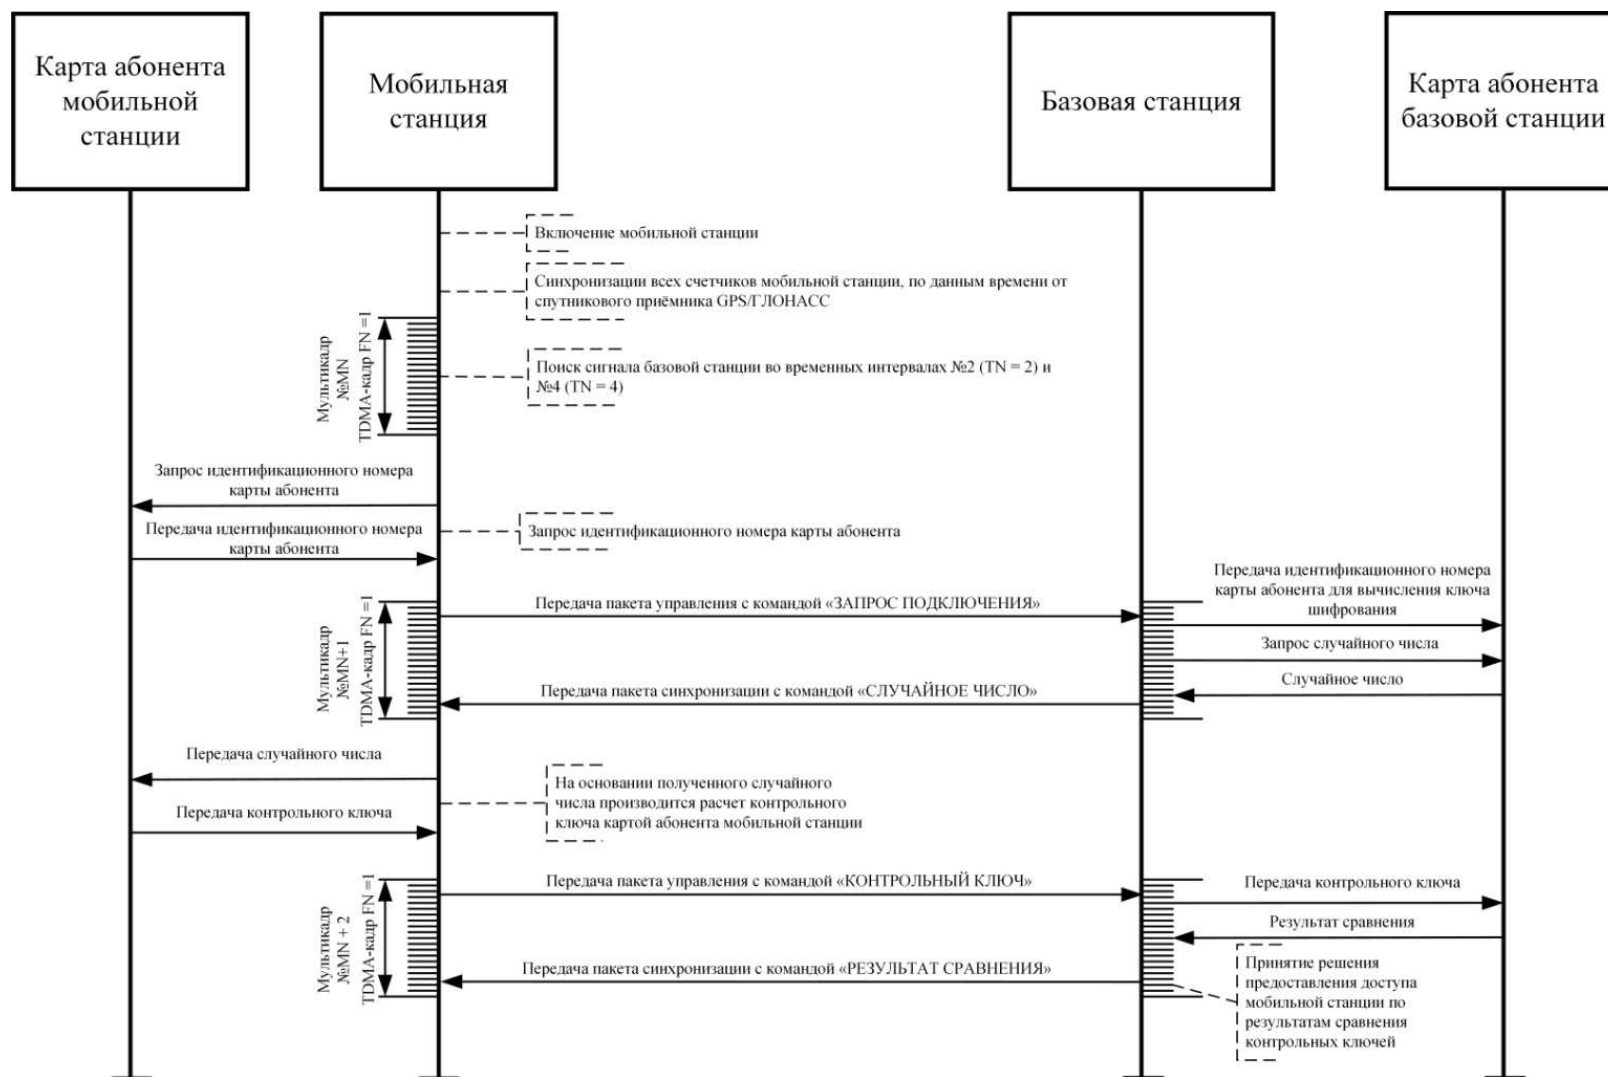 Карта абонента
мобильной
станции
Мобильная
станция
Базовая станция
Карта абонента
базовой станции
Включение мобильной станции
Синхронизации всех счетчиков мобильной станции, по данным времени от
спутникового приёмника GPS/ГЛОНАСС
Мультикадр
№MN
TDMA-кадр FN =1
Поиск сигнала базовой станции во временных интервалах №2 (TN = 2) и
№4 (TN = 4)
Запрос идентификационного номера
карты абонента
Передача идентификационного номера
карты абонента
Запрос идентификационного номера карты абонента
Передача идентификационного номера
карты абонента для вычисления ключа
шифрования
Мультикадр
№MN+1
TDMA-кадр FN =1
Передача пакета управления с командой «ЗАПРОС ПОДКЛЮЧЕНИЯ»
Запрос случайного числа
Случайное число
Передача пакета синхронизации с командой «СЛУЧАЙНОЕ ЧИСЛО»
Передача случайного числа
На основании полученного случайного
числа производится расчет контрольного
ключа картой абонента мобильной станции
Передача контрольного ключа
Мультикадр
№MN + 2
TDMA-кадр FN =1
Передача пакета управления с командой «КОНТРОЛЬНЫЙ КЛЮЧ»
Передача контрольного ключа
Результат сравнения
Передача пакета синхронизации с командой «РЕЗУЛЬТАТ СРАВНЕНИЯ»
Принятие решения
предоставления доступа
мобильной станции по
результатам сравнения
контрольных ключей